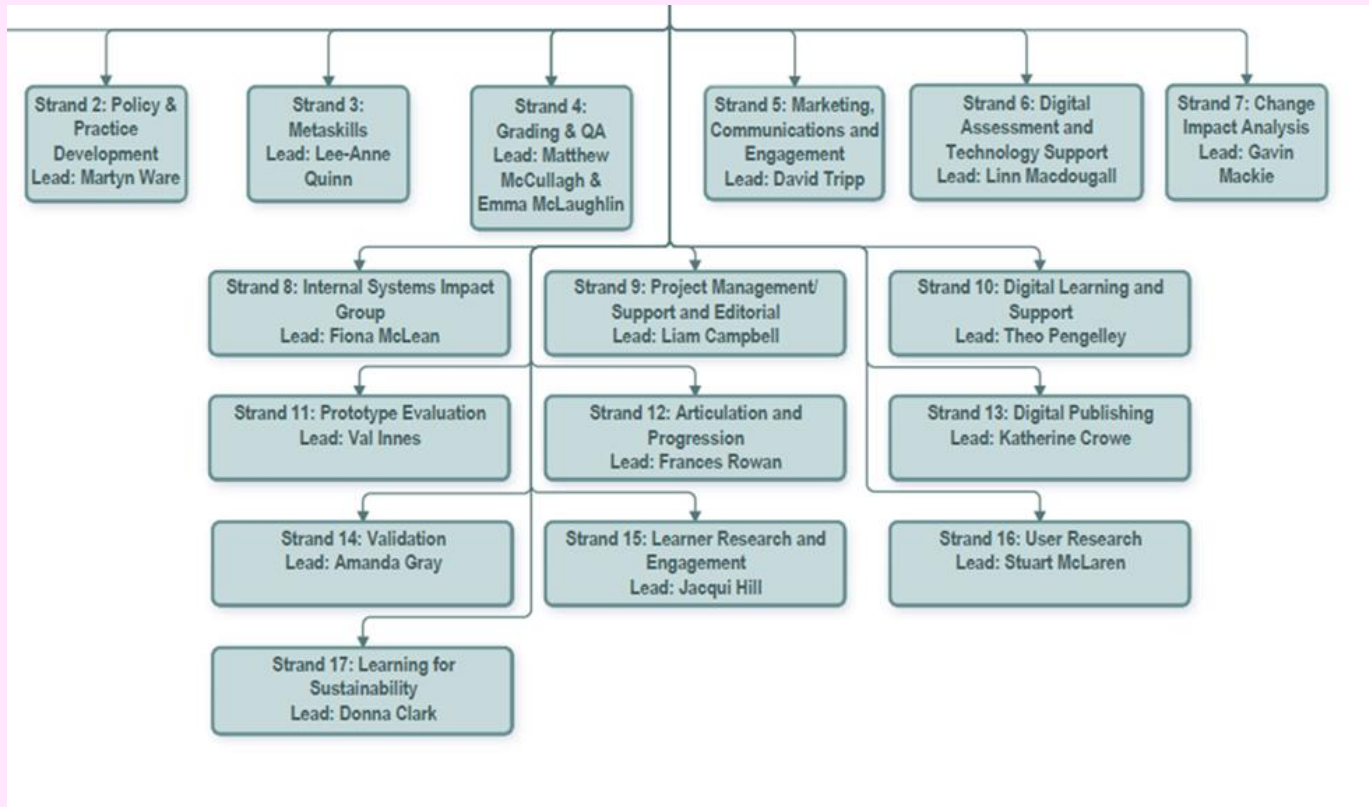 Strand 2: Policy &
Practice
Development
Lead: Martyn Ware
Strand 3:
Metaskills
Lead: Lee-Anne
Quinn
Strand 4:
Grading & QA
Lead: Matthew
McCullagh &
Emma McLaughlin
Strand 5: Marketing,
Communications and
Engagement
Lead: David Tripp
Strand 6: Digital
Assessment and
Technology Support
Lead: Linn Macdougall
Strand 7: Change
Impact Analysis
Lead: Gavin
Mackie
Strand 8: Internal Systems Impact
Group
Lead: Fiona McLean
Strand 9: Project Management/
Support and Editorial
Lead: Liam Campbell
Strand 10: Digital Learning and
Support
Lead: Theo Pengelley
Strand 11: Prototype Evaluation
Lead: Val Innes
Strand 12: Articulation and
Progression
Lead: Frances Rowan
Strand 13: Digital Publishing
Lead: Katherine Crowe
Strand 14: Validation
Lead: Amanda Gray
Strand 15: Learner Research and
Engagement
Lead: Jacqui Hill
Strand 16: User Research
Lead: Stuart McLaren
Strand 17: Learning for
Sustainability
Lead: Donna Clark